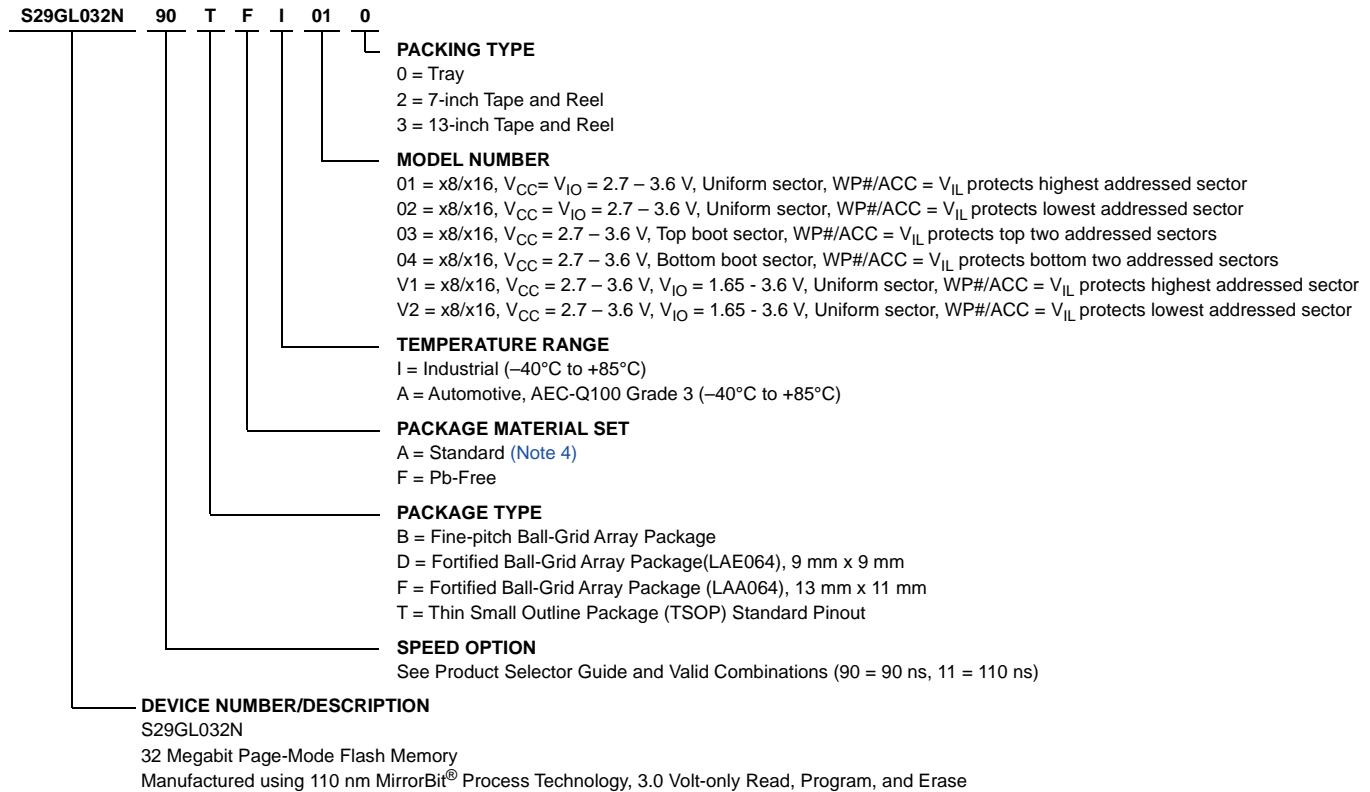 S29GL032N 90 T F I 01 0
PACKING TYPE
0 = Tray
2 = 7-inch Tape and Reel
3 = 13-inch Tape and Reel
MODEL NUMBER
01 = x8/x16, VCC= VIO = 2.7 – 3.6 V, Uniform sector, WP#/ACC = VIL protects highest addressed sector
02 = x8/x16, VCC = VIO = 2.7 – 3.6 V, Uniform sector, WP#/ACC = VIL protects lowest addressed sector
03 = x8/x16, VCC = 2.7 – 3.6 V, Top boot sector, WP#/ACC = VIL protects top two addressed sectors
04 = x8/x16, VCC = 2.7 – 3.6 V, Bottom boot sector, WP#/ACC = VIL protects bottom two addressed sectors
V1 = x8/x16, VCC = 2.7 – 3.6 V, VIO = 1.65 - 3.6 V, Uniform sector, WP#/ACC = VIL protects highest addressed sector
V2 = x8/x16, VCC = 2.7 – 3.6 V, VIO = 1.65 - 3.6 V, Uniform sector, WP#/ACC = VIL protects lowest addressed sector
TEMPERATURE RANGE
I = Industrial (–40°C to +85°C)
A = Automotive, AEC-Q100 Grade 3 (–40°C to +85°C)
PACKAGE MATERIAL SET
A = Standard (Note 4)
F = Pb-Free
PACKAGE TYPE
B = Fine-pitch Ball-Grid Array Package
D = Fortified Ball-Grid Array Package(LAE064), 9 mm x 9 mm
F = Fortified Ball-Grid Array Package (LAA064), 13 mm x 11 mm
T = Thin Small Outline Package (TSOP) Standard Pinout
SPEED OPTION
See Product Selector Guide and Valid Combinations (90 = 90 ns, 11 = 110 ns)
DEVICE NUMBER/DESCRIPTION
S29GL032N
32 Megabit Page-Mode Flash Memory
Manufactured using 110 nm MirrorBit® Process Technology, 3.0 Volt-only Read, Program, and Erase